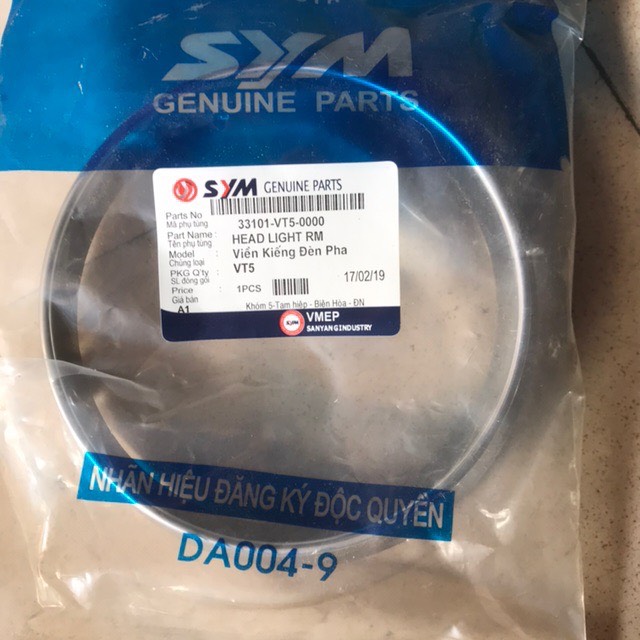 SYM
GENUINE PARTS
SYM GENUINE PARTS
Parts No
Mã phụ tùng
33101-VT5-0000
Part Name :
HEAD LIGHT RM
Tên phụ tùng
Viền Kiếng Đèn Pha
Model :
Chủng loại
VT5
PKG Q'ty :
SL đóng gói
1PCS
17/02/19
Price
Giá bán
A1
Khóm 5-Tam hiệp - Biên Hòa - ĐN
SYM
VMEP
SANYANG INDUSTRY
NHÃN HIỆU ĐĂNG KÝ ĐỘC QUYỀN
DA004-9